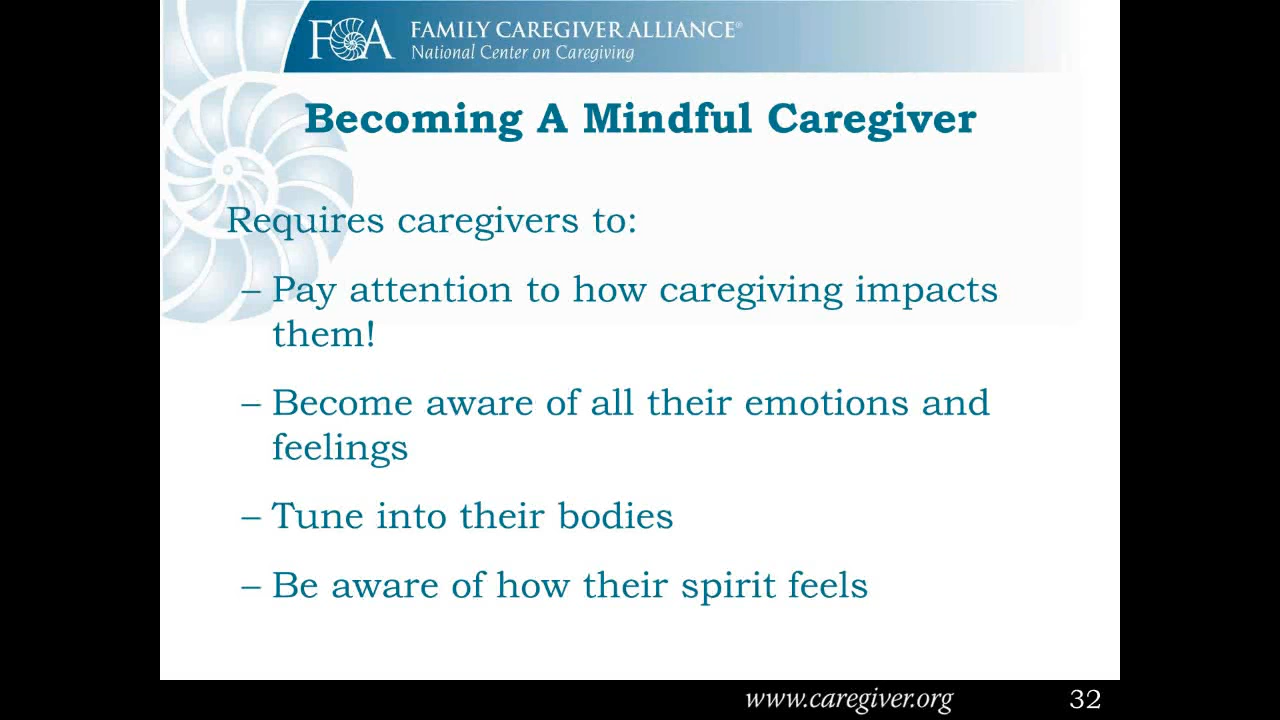 FCA FAMILY CAREGIVER ALLIANCE®
National Center on Caregiving
Becoming A Mindful Caregiver
Requires caregivers to:
– Pay attention to how caregiving impacts
them!
– Become aware of all their emotions and
feelings
– Tune into their bodies
– Be aware of how their spirit feels
www.caregiver.org 32